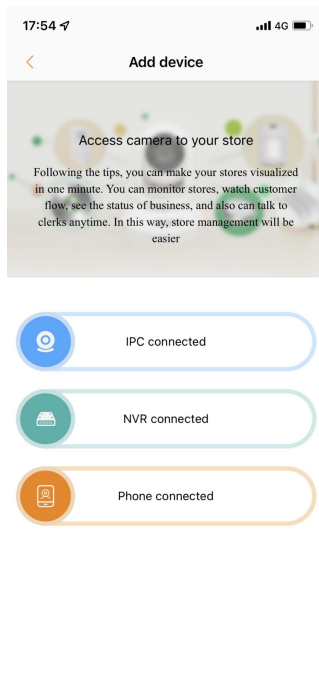 17:54 4G
Add device
Access camera to your store
Following the tips, you can make your stores visualized
in one minute. You can monitor stores, watch customer
flow, see the status of business, and also can talk to
clerks anytime. In this way, store management will be
easier
IPC connected
NVR connected
Phone connected